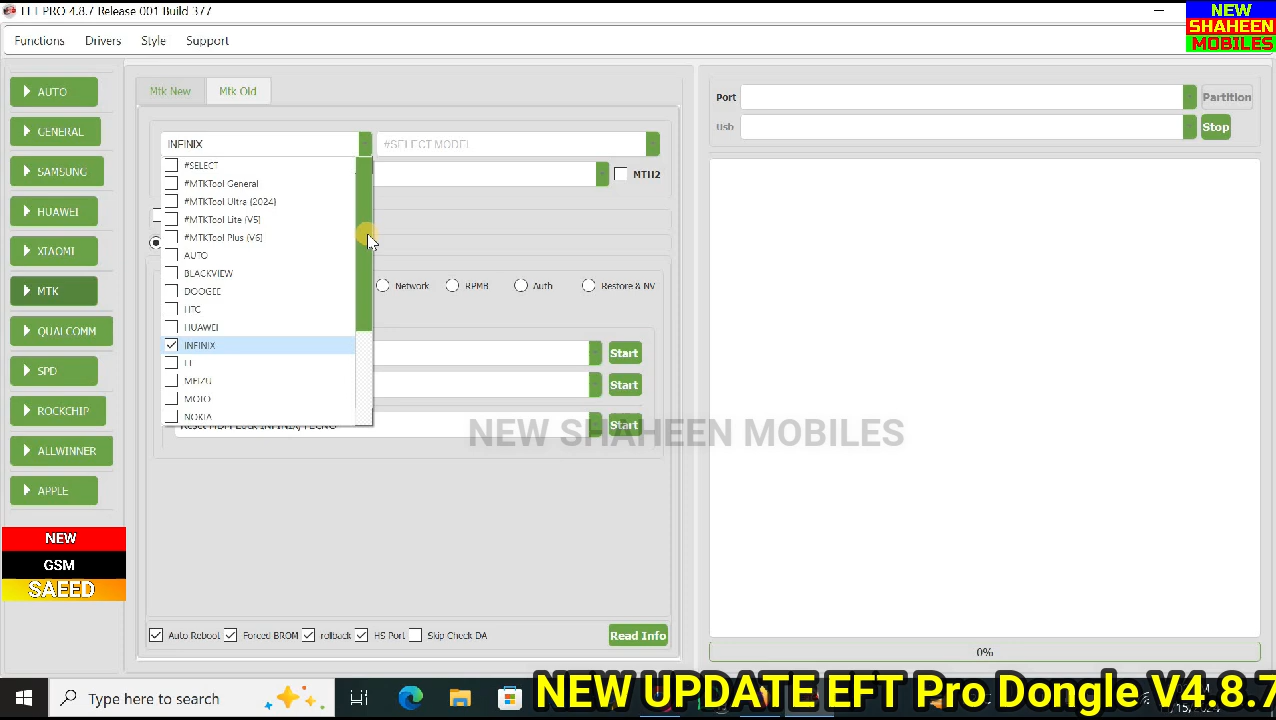 EFT PRO 4.8.7 Release 001 Build 377
NEW
SHAHEEN
MOBILES
Functions Drivers Style Support
AUTO
GENERAL
SAMSUNG
HUAWEI
XIAOMI
MTK
QUALCOMM
SPD
ROCKCHIP
ALLWINNER
APPLE
NEW
GSM
SAEED
Mtk New Mtk Old
INFINIX #SELECT MODEL
MTH2
#SELECT
#MTKTool General
#MTKTool Ultra (2024)
#MTKTool Lite (V5)
#MTKTool Plus (V6)
AUTO
BLACKVIEW
DOOGEE
HTC
HUAWEI
INFINIX
MEIZU
MOTO
NOKIA
Network RPMB Auth Restore & NV
Start
Start
Start
NEW SHAHEEN MOBILES
Auto Reboot Forced BROM rollback HS Port Skip Check DA Read Info
Port Partition
Usb Stop
0%
Type here to search
NEW UPDATE EFT Pro Dongle V4.8.7